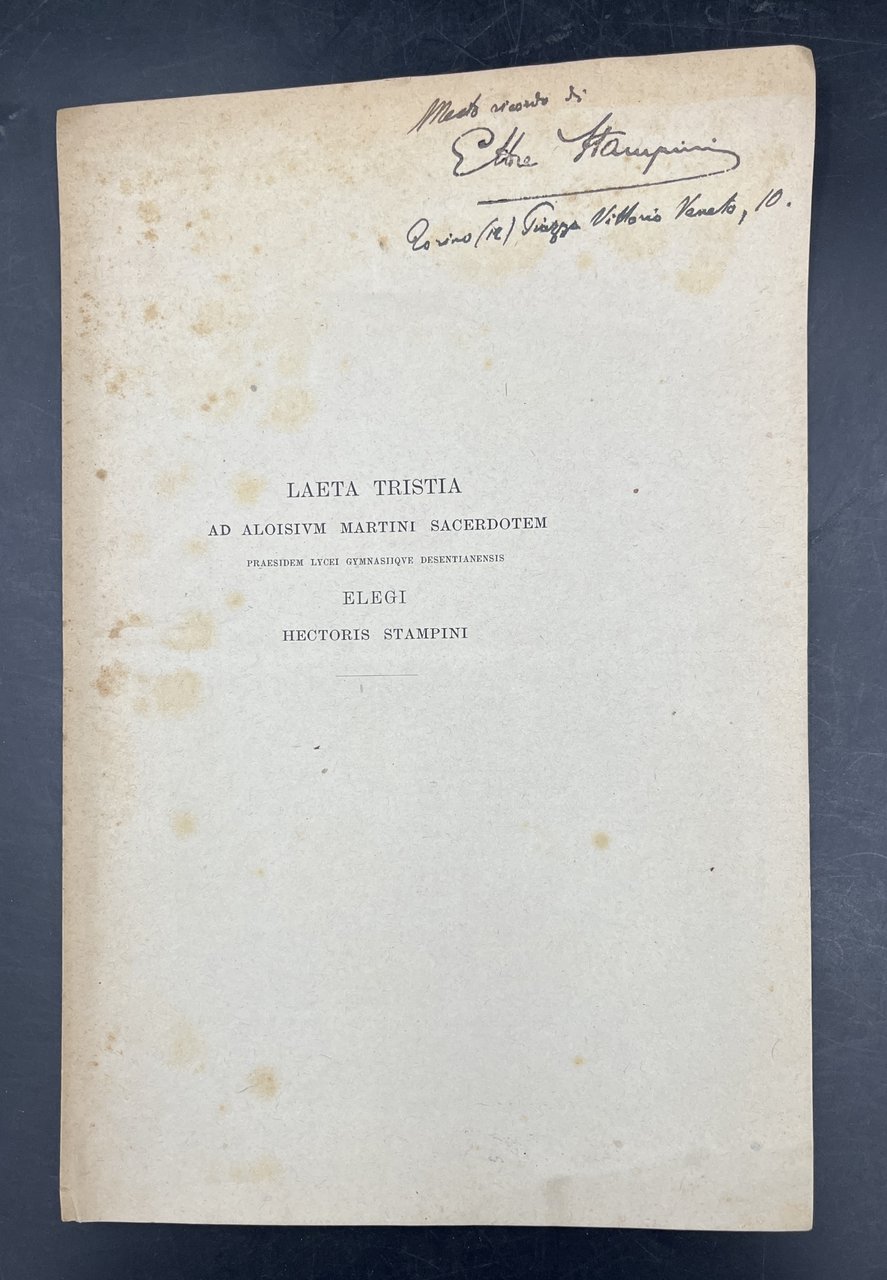 Mesto ricordo di
Ettore Stampini
Torino (12) Piazza Vittorio Veneto, 10.
LAETA TRISTIA
AD ALOISIVM MARTINI SACERDOTEM
PRAESIDEM LYCEI GYMNASIIQVE DESENTIANENSIS
ELEGI
HECTORIS STAMPINI